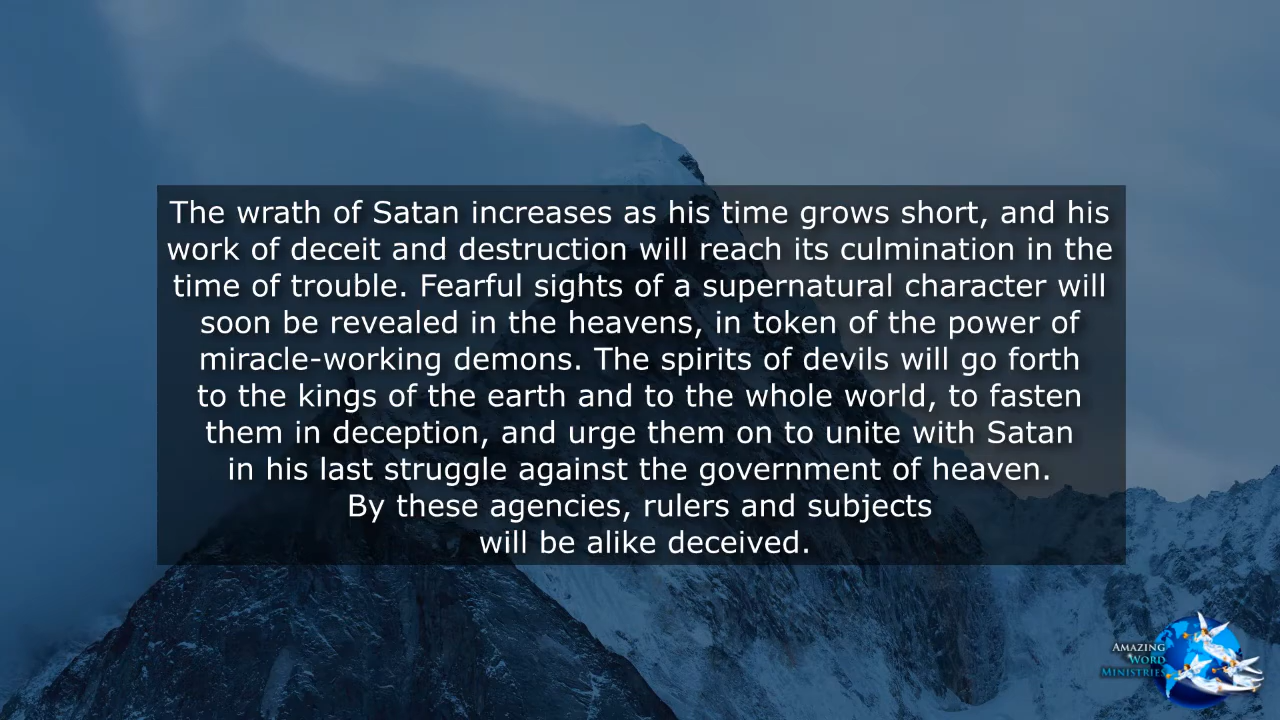 The wrath of Satan increases as his time grows short, and his
work of deceit and destruction will reach its culmination in the
time of trouble. Fearful sights of a supernatural character will
soon be revealed in the heavens, in token of the power of
miracle-working demons. The spirits of devils will go forth
to the kings of the earth and to the whole world, to fasten
them in deception, and urge them on to unite with Satan
in his last struggle against the government of heaven.
By these agencies, rulers and subjects
will be alike deceived.
Amazing
Word
Ministries